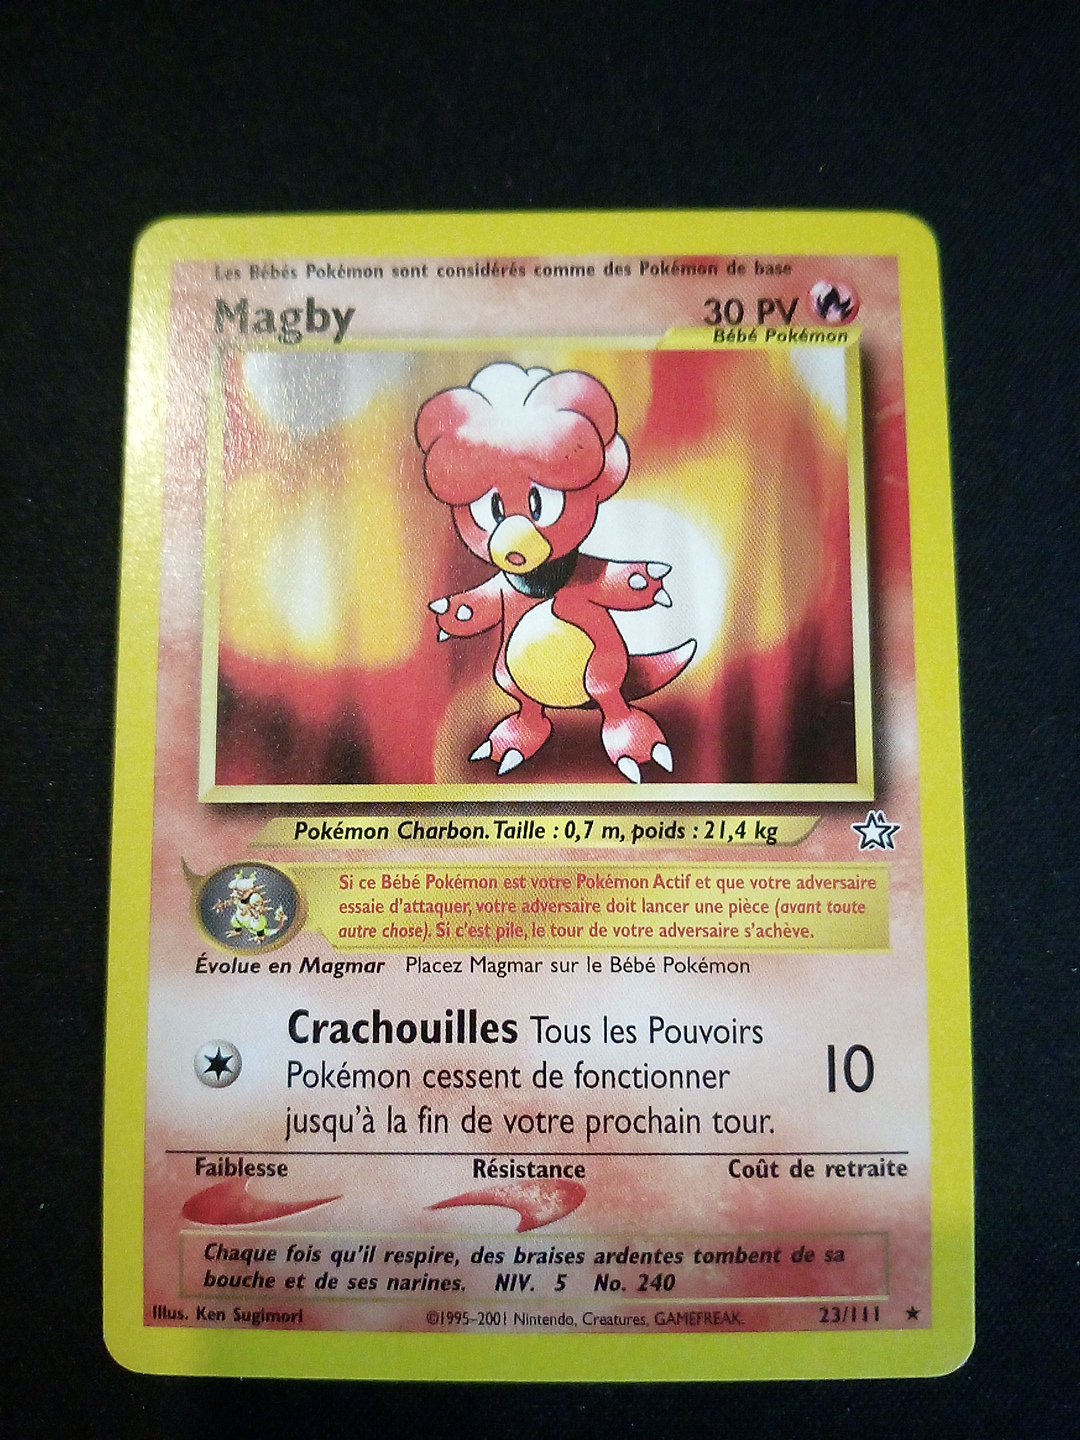 Les Bébés Pokémon sont considérés comme des Pokémon de base
Magby 30 PV
Bébé Pokémon
Pokémon Charbon. Taille : 0,7 m, poids : 21,4 kg
Si ce Bébé Pokémon est votre Pokémon Actif et que votre adversaire
essaie d'attaquer, votre adversaire doit lancer une pièce (avant toute
autre chose). Si c'est pile, le tour de votre adversaire s'achève.
Évolue en Magmar Placez Magmar sur le Bébé Pokémon
Crachouilles Tous les Pouvoirs
Pokémon cessent de fonctionner 10
jusqu'à la fin de votre prochain tour.
Faiblesse Résistance Coût de retraite
Chaque fois qu'il respire, des braises ardentes tombent de sa
bouche et de ses narines. NIV. 5 No. 240
Illus. Ken Sugimori ©1995-2001 Nintendo, Creatures, GAMEFREAK. 23/111 ★